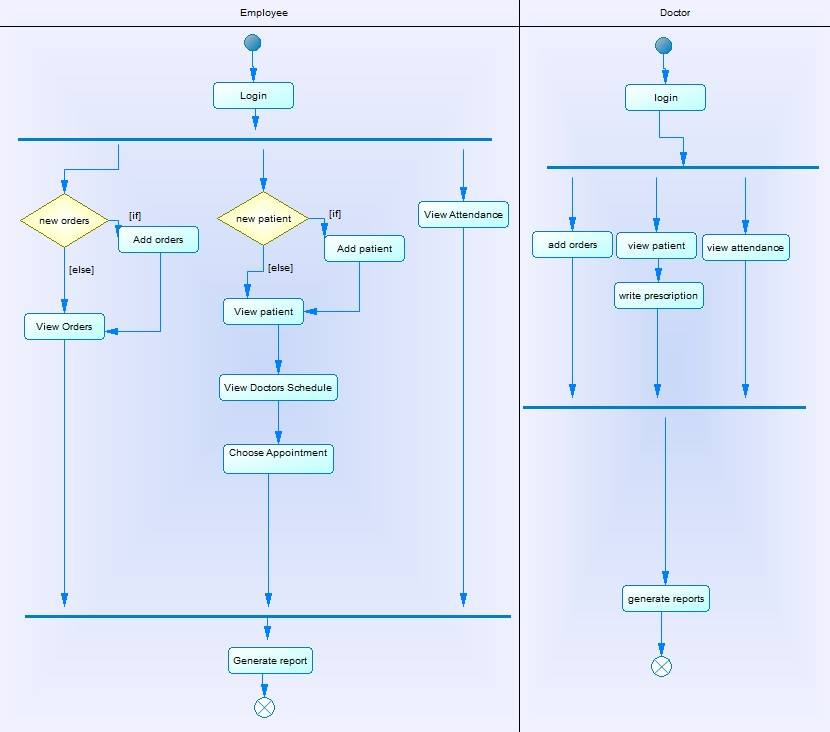 Employee
Doctor
Login
new orders
[if]
Add orders
[else]
View Orders
new patient
[if]
Add patient
[else]
View patient
View Doctors Schedule
Choose Appointment
View Attendance
Generate report
login
add orders
view patient
view attendance
write prescription
generate reports